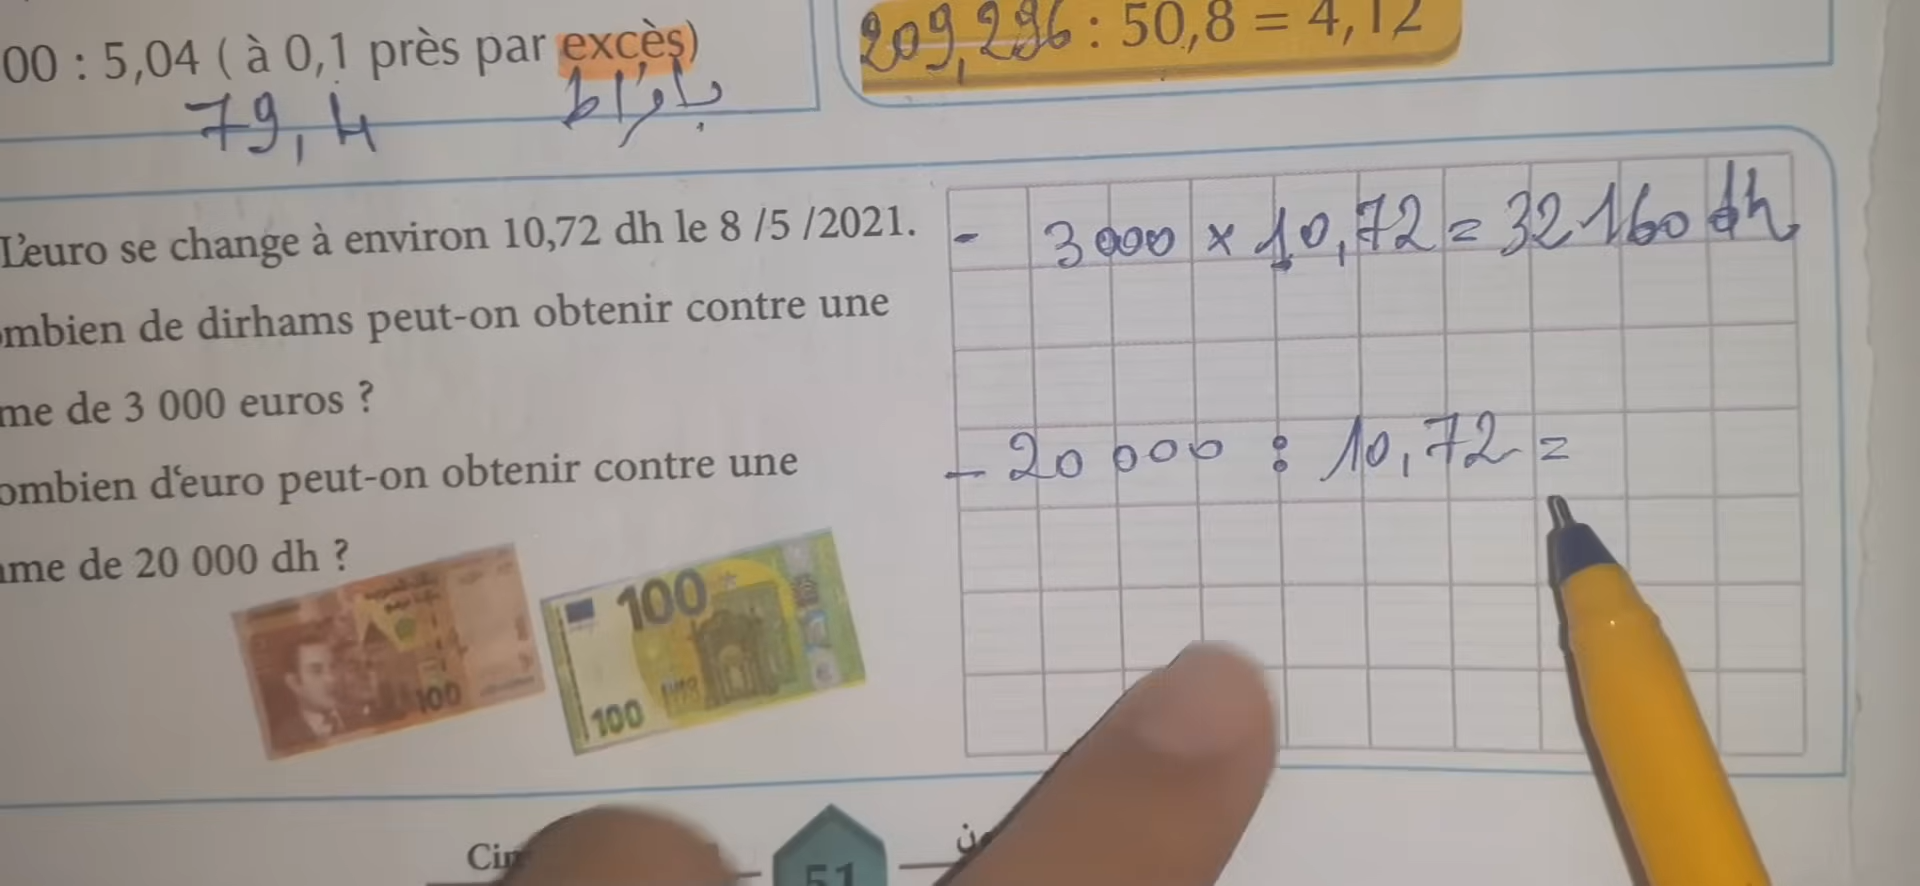 00 : 5,04 ( à 0,1 près par excès)
79,4
بإفراط
209,296 : 50,8 = 4,12
L'euro se change à environ 10,72 dh le 8 /5 /2021.
ombien de dirhams peut-on obtenir contre une
me de 3 000 euros ?
ombien d'euro peut-on obtenir contre une
me de 20 000 dh ?
- 3000 × 10,72 = 32160 dh
- 20 000 : 10,72 =
100
100
100
Cin
51